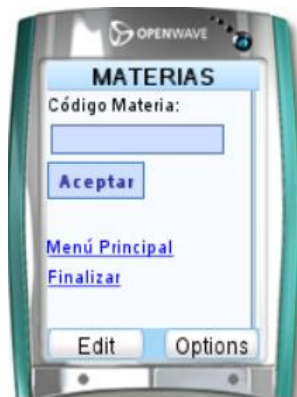 OPENWAVE
MATERIAS
Código Materia:
Aceptar
Menú Principal
Finalizar
Edit Options